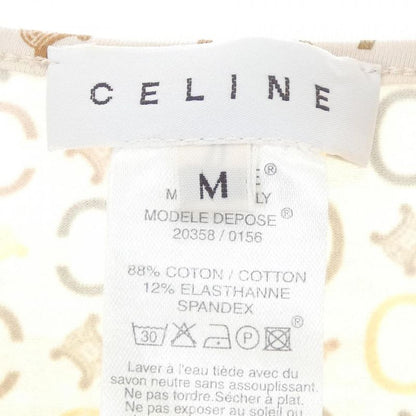 CELINE
M
E®
M LY
MODELE DEPOSE®
20358 / 0156
88% COTON / COTTON
12% ELASTHANNE
SPANDEX
30 A P
Laver à l'eau tiède avec du
savon neutre sans assouplissant.
Ne pas tordre. Sécher à plat.
Ne pas exposer au soleil ou